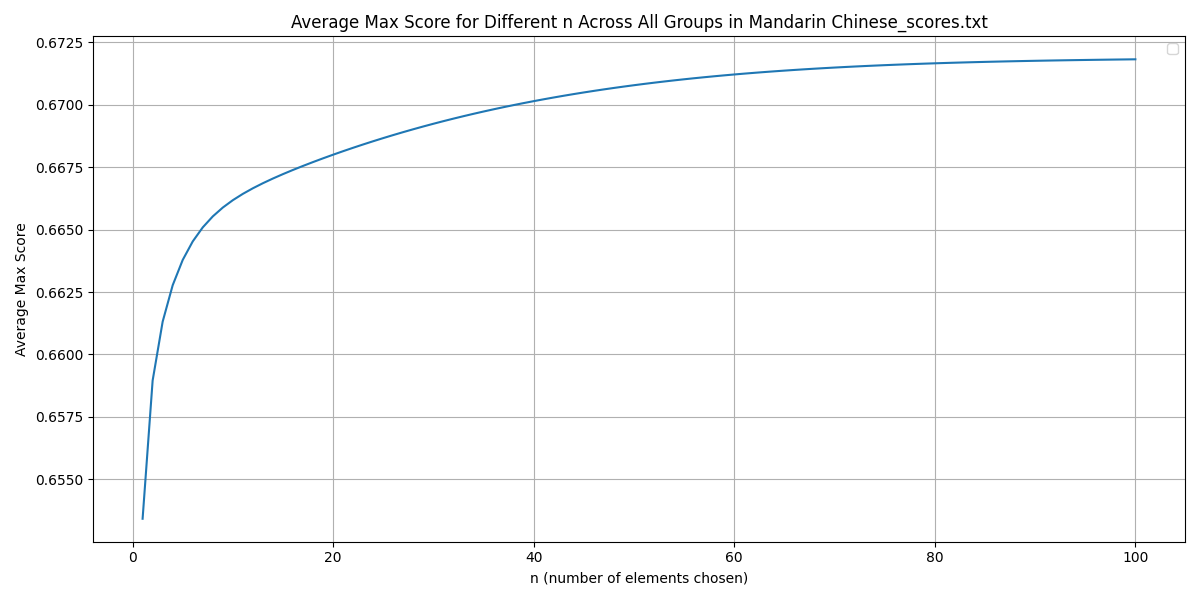 Average Max Score for Different n Across All Groups in Mandarin Chinese_scores.txt
0.6725
0.6700
0.6675
0.6650
0.6625
0.6600
0.6575
0.6550
Average Max Score
0 20 40 60 80 100
n (number of elements chosen)